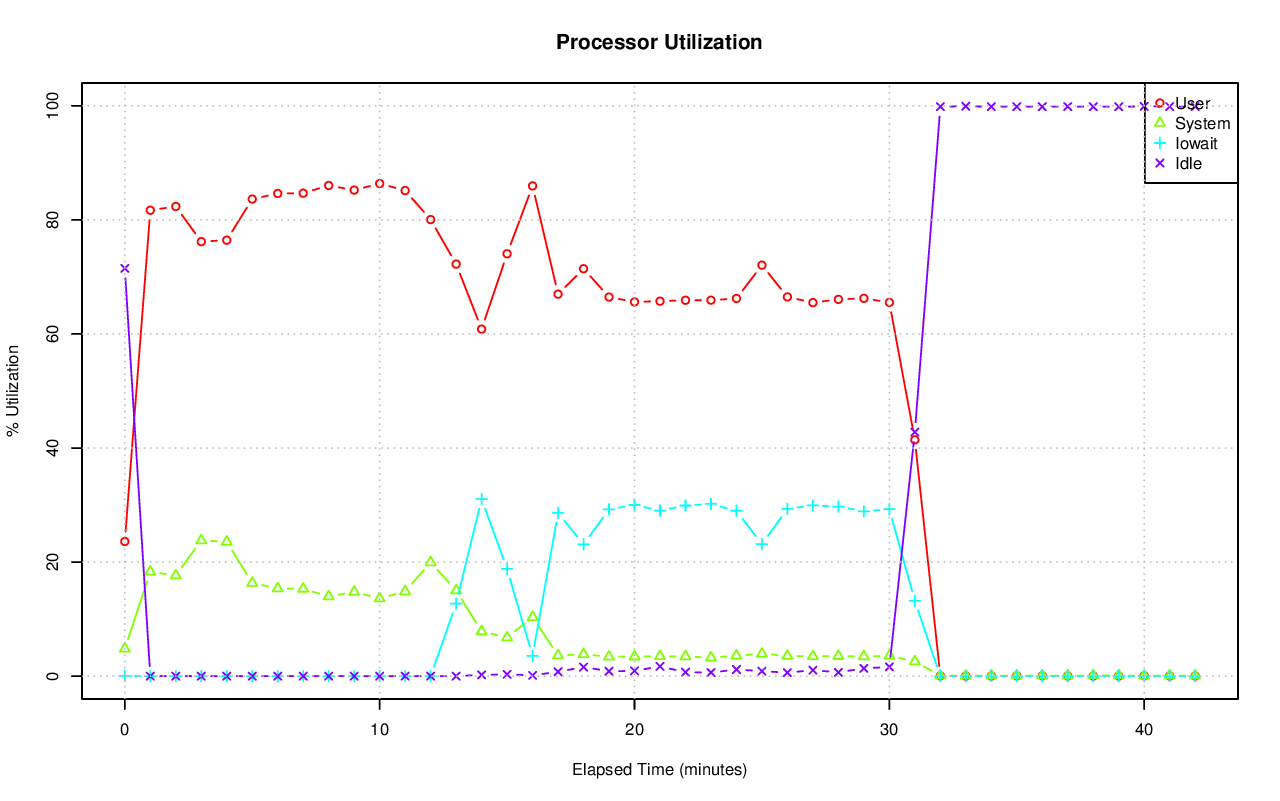 Processor Utilization
% Utilization
100
80
60
40
20
0
User
System
Iowait
Idle
0 10 20 30 40
Elapsed Time (minutes)